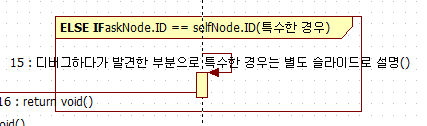 ELSE IFaskNode.ID == selfNode.ID(특수한 경우)
15 : 디버그하다가 발견한 부분으로 특수한 경우는 별도 슬라이드로 설명()
16 : return void()
void()